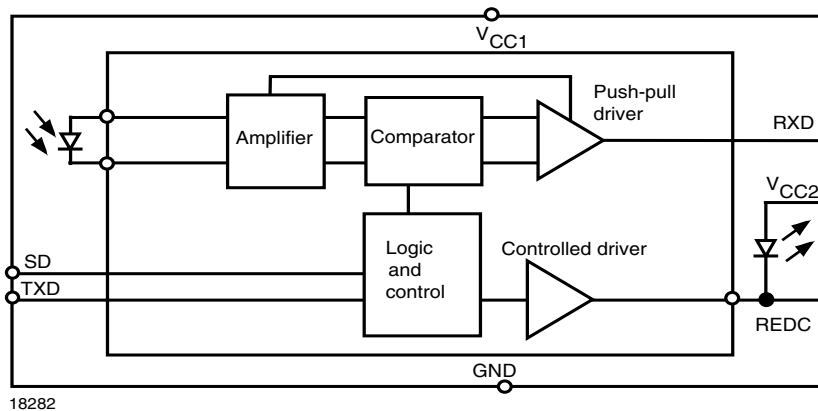 VCC1
Push-pull
driver
Amplifier
Comparator
RXD
VCC2
SD
TXD
Logic
and
control
Controlled driver
REDC
GND
18282